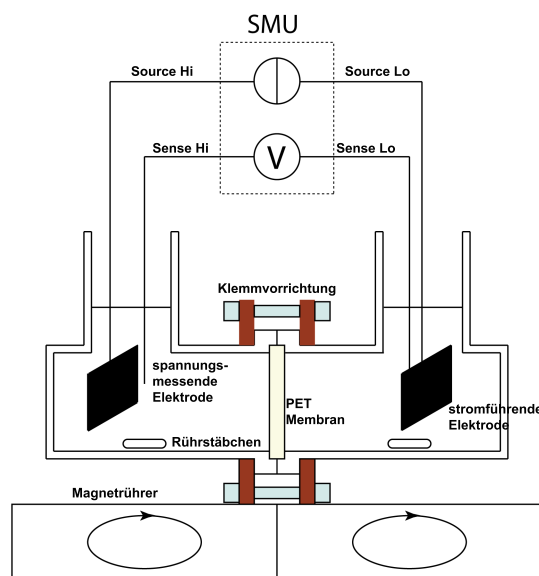 SMU
Source Hi
Source Lo
Sense Hi
V
Sense Lo
Klemmvorrichtung
spannungs-
messende
Elektrode
PET
Membran
stromführende
Elektrode
Rührstäbchen
Magnetrührer